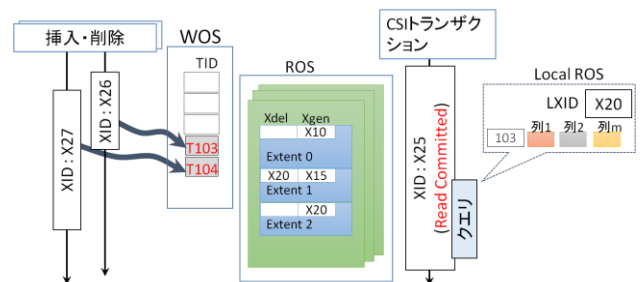 挿入・削除
WOS
TID
T103
T104
XID : X26
XID : X27
ROS
Xdel Xgen
X10
Extent 0
X20 X15
Extent 1
X20
Extent 2
CSIトランザク
ション
XID : X25
(Read Committed)
クエリ
Local ROS
LXID X20
103 列1 列2 列m